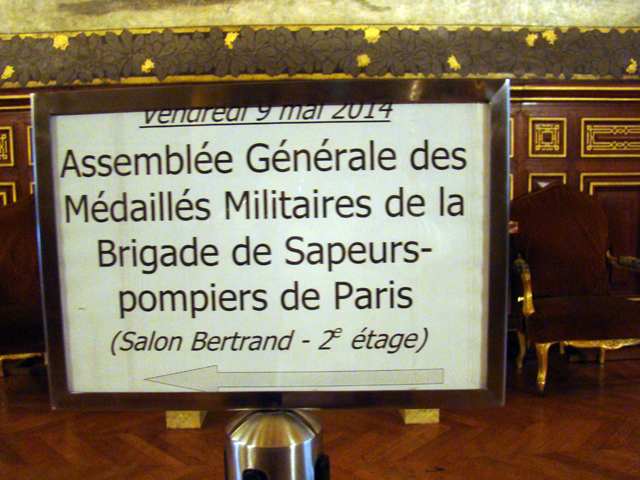 Vendredi 9 mai 2014
Assemblée Générale des
Médaillés Militaires de la
Brigade de Sapeurs-
pompiers de Paris
(Salon Bertrand - 2e étage)